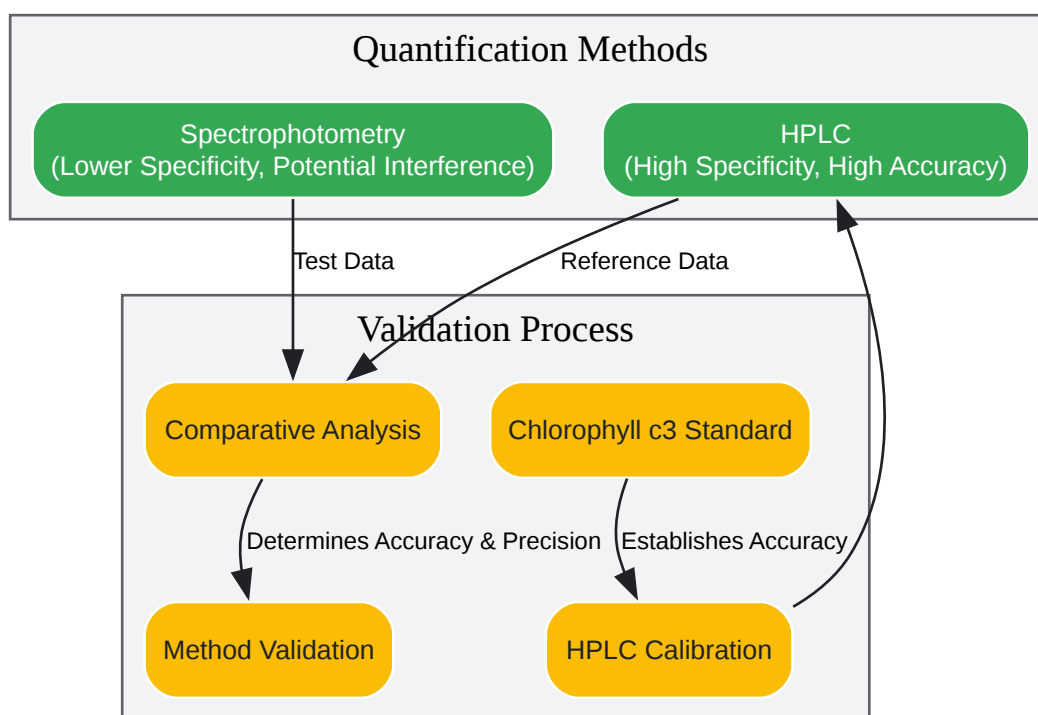 Quantification Methods
Spectrophotometry
(Lower Specificity, Potential Interference)
HPLC
(High Specificity, High Accuracy)
Test Data
Reference Data
Validation Process
Comparative Analysis
Chlorophyll c3 Standard
Determines Accuracy & Precision
Establishes Accuracy
Method Validation
HPLC Calibration